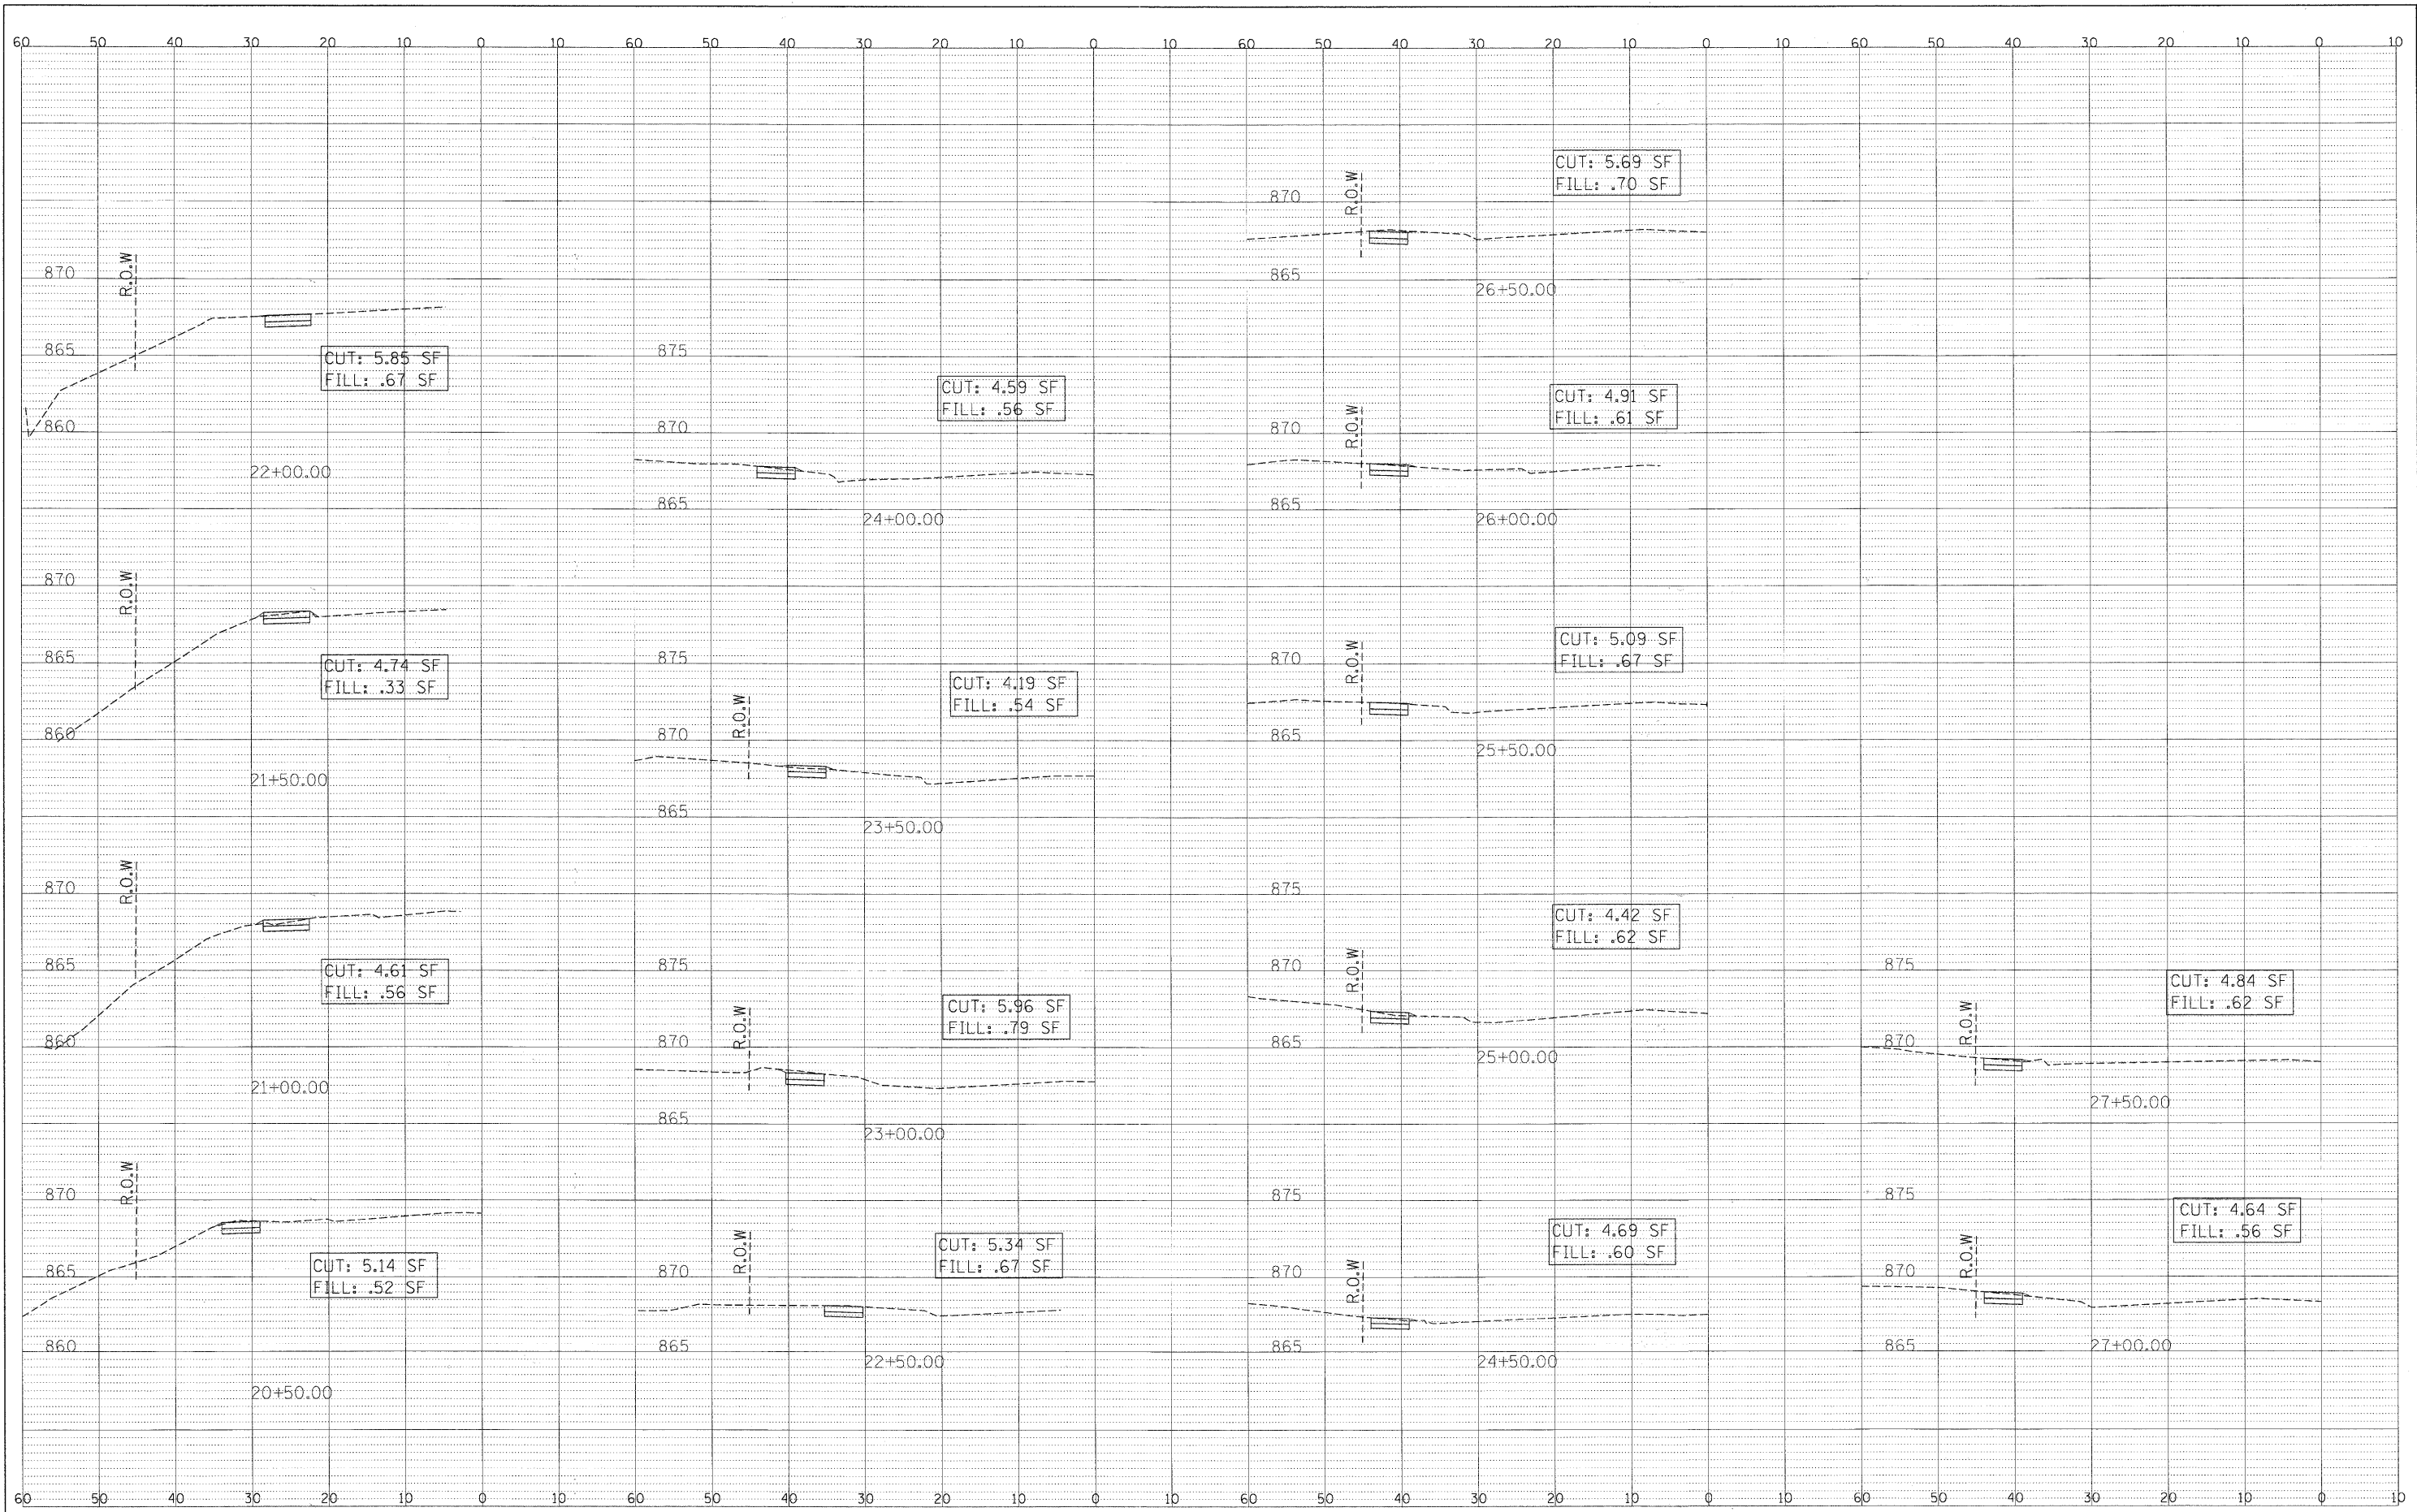 60 50 40 30 20 10 0 60 50 40 30 20 10 0 60 50 40 30 20 10 0 10 60 50 40 30 20 10 0 10
R.O.W
870
865
860
CUT: 5.85 SF
FILL: .67 SF
22+00.00
R.O.W
870
865
860
CUT: 4.74 SF
FILL: .33 SF
21+50.00
R.O.W
870
865
860
CUT: 4.61 SF
FILL: .56 SF
21+00.00
R.O.W
870
865
860
CUT: 5.14 SF
FILL: .52 SF
20+50.00
875
870
865
CUT: 4.59 SF
FILL: .56 SF
24+00.00
875
R.O.W
870
865
CUT: 4.19 SF
FILL: .54 SF
23+50.00
875
R.O.W
870
865
CUT: 5.96 SF
FILL: .79 SF
23+00.00
R.O.W
870
865
CUT: 5.34 SF
FILL: .67 SF
22+50.00
R.O.W
870
865
CUT: 5.69 SF
FILL: .70 SF
26+50.00
R.O.W
870
865
CUT: 4.91 SF
FILL: .61 SF
26+00.00
R.O.W
870
865
CUT: 5.09 SF
FILL: .67 SF
25+50.00
875
R.O.W
870
865
CUT: 4.42 SF
FILL: .62 SF
25+00.00
875
R.O.W
870
865
CUT: 4.69 SF
FILL: .60 SF
24+50.00
875
R.O.W
870
CUT: 4.84 SF
FILL: .62 SF
27+50.00
875
R.O.W
870
865
CUT: 4.64 SF
FILL: .56 SF
27+00.00
60 50 40 30 20 10 0 60 50 40 30 20 10 0 60 50 40 30 20 10 0 10 60 50 40 30 20 10 0 10